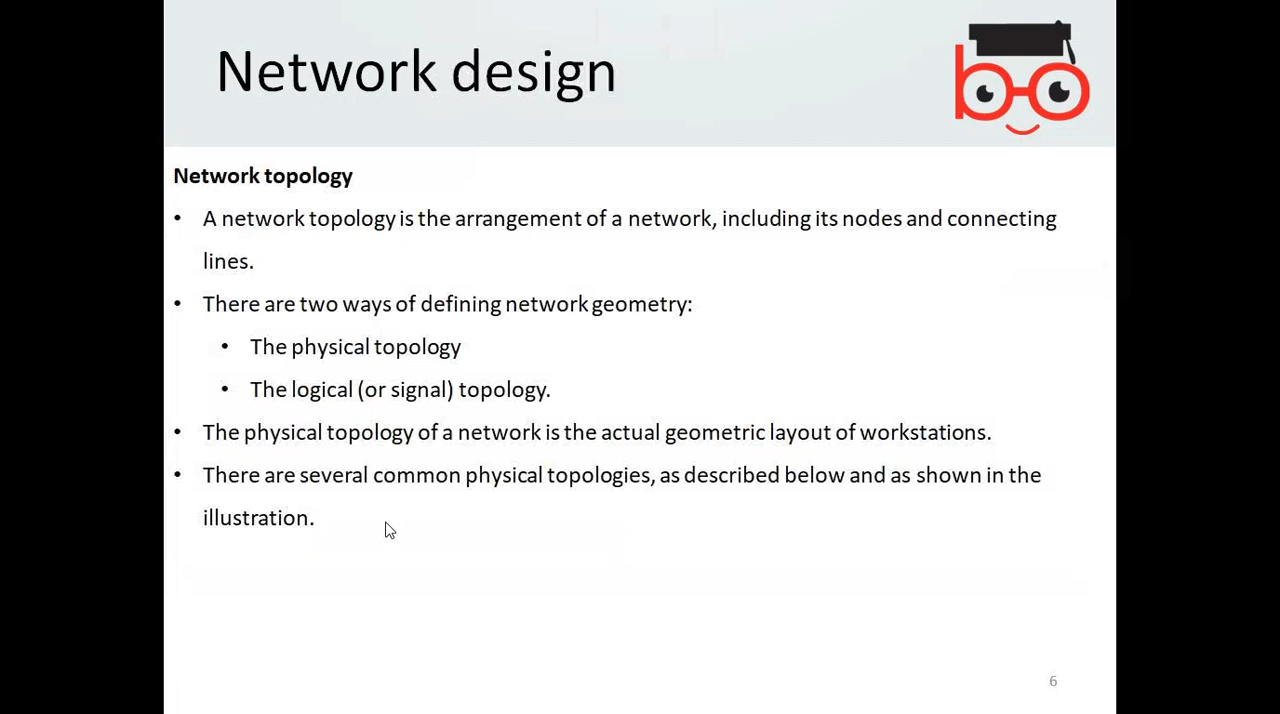 Network design
Network topology
• A network topology is the arrangement of a network, including its nodes and connecting
lines.
• There are two ways of defining network geometry:
• The physical topology
• The logical (or signal) topology.
• The physical topology of a network is the actual geometric layout of workstations.
• There are several common physical topologies, as described below and as shown in the
illustration.
6